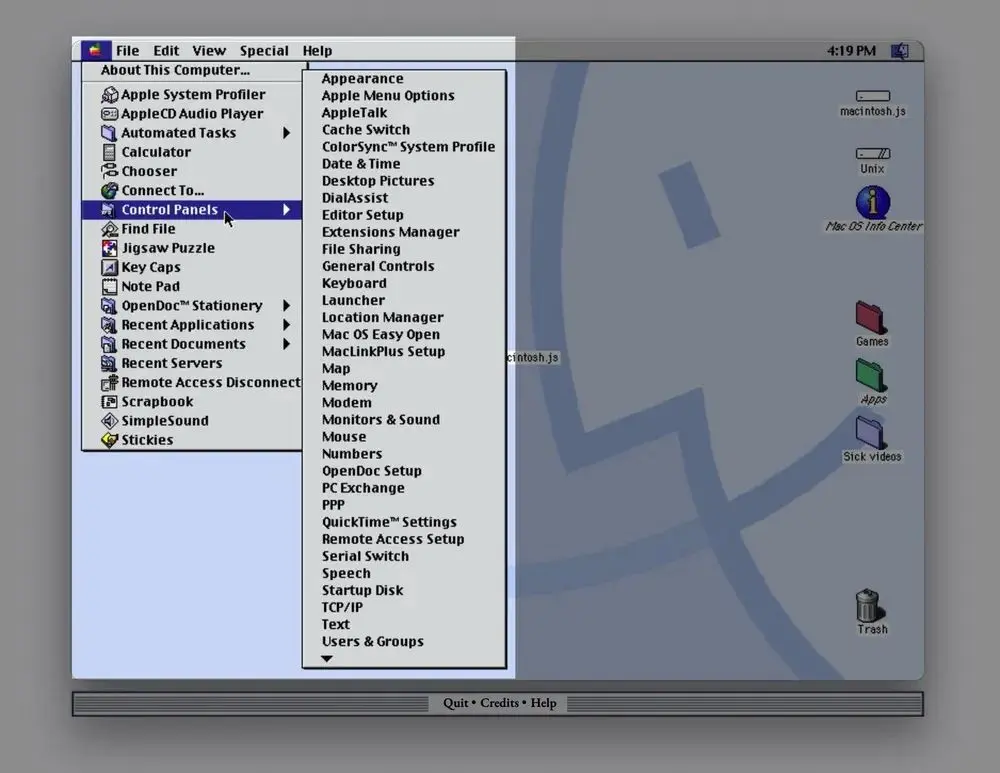 File Edit View Special Help 4:19 PM
About This Computer...
Apple System Profiler
AppleCD Audio Player
Automated Tasks
Calculator
Chooser
Connect To...
Control Panels
Find File
Jigsaw Puzzle
Key Caps
Note Pad
OpenDoc™ Stationery
Recent Applications
Recent Documents
Recent Servers
Remote Access Disconnect
Scrapbook
SimpleSound
Stickies
Appearance
Apple Menu Options
AppleTalk
Cache Switch
ColorSync™ System Profile
Date & Time
Desktop Pictures
DialAssist
Editor Setup
Extensions Manager
File Sharing
General Controls
Keyboard
Launcher
Location Manager
Mac OS Easy Open
MacLinkPlus Setup
Map
Memory
Modem
Monitors & Sound
Mouse
Numbers
OpenDoc Setup
PC Exchange
PPP
QuickTime™ Settings
Remote Access Setup
Serial Switch
Speech
Startup Disk
TCP/IP
Text
Users & Groups
cintosh.js
macintosh.js
Unix
Mac OS Info Center
Games
Apps
Sick videos
Trash
Quit • Credits • Help